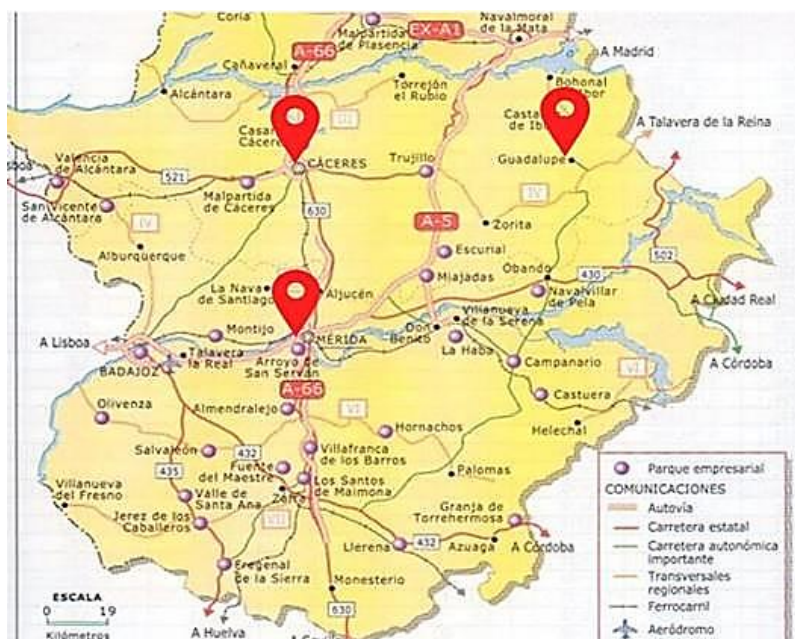 Coria
Malpartida
de Plasencia
EX-A1
Navalmoral
de la Mata
A-66
A Madrid
Cañaveral
Bohonal
Alcántara
Torrejón
el Rubio
Casar
Cáceres
III
A Talavera de la Reina
Valencia
de Alcántara
CÁCERES
Trujillo
Guadalupe
521
Malpartida
de Cáceres
IV
San Vicente
de Alcántara
630
IV
Zorita
A-5
Alburquerque
Escurial
502
La Nava
de Santiago
Aljucén
Miajadas
Obando
430
Navalvillar
de Pela
A Ciudad Real
Villanueva
de la Serena
Don
Benito
Montijo
MÉRIDA
A Lisboa
La Haba
BADAJOZ
Talavera
la Real
Arroyo de
San Serván
Campanario
VI
A Córdoba
A-66
Castuera
Olivenza
Almendralejo
VI
Hornachos
Helechal
Salvaleón
432
Villafranca
de los Barros
435
Fuente
del Maestre
Palomas
Villanueva
del Fresno
Valle de
Santa Ana
Zafra
Los Santos
de Maimona
Jerez de los
Caballeros
VII
Granja de
Torrehermosa
Llerena
432
Azuaga
A Córdoba
Fregenal
de la Sierra
Monesterio
630
A Huelva
ESCALA
0 19
Kilómetros
Parque empresarial
COMUNICACIONES
Autovía
Carretera estatal
Carretera autonómica
importante
Transversales
regionales
Ferrocarril
Aeródromo